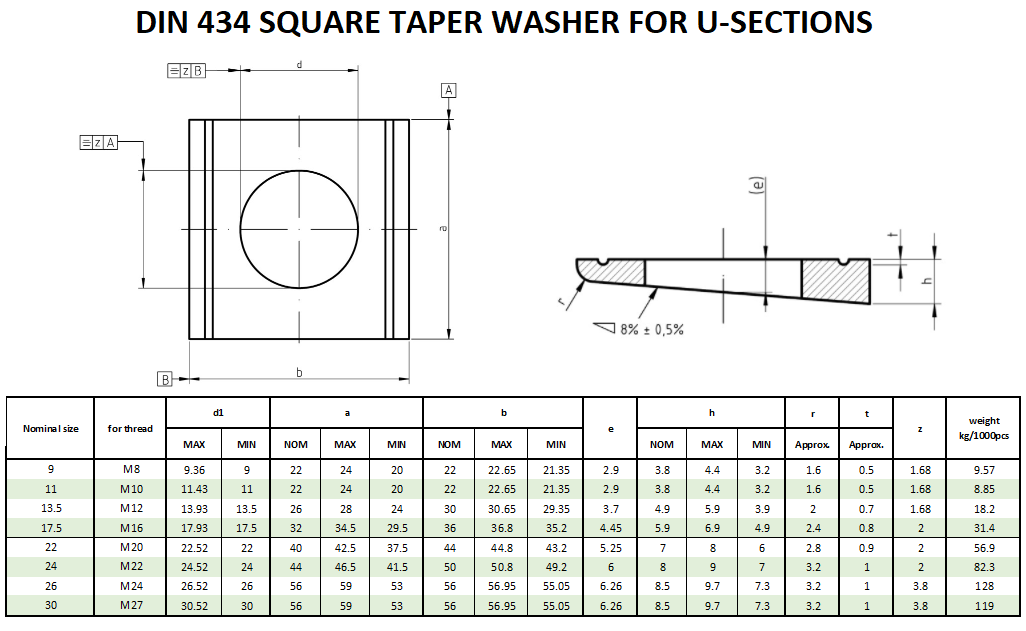 DIN 434 SQUARE TAPER WASHER FOR U-SECTIONS
⌯ z B
d
A
⌯ z A
a
B
b
(e)
t
h
r
8% ± 0,5%
Nominal size for thread d1 a b e h r t z weight kg/1000pcs
MAX MIN NOM MAX MIN NOM MAX MIN NOM MAX MIN Approx. Approx.
9 M8 9.36 9 22 24 20 22 22.65 21.35 2.9 3.8 4.4 3.2 1.6 0.5 1.68 9.57
11 M10 11.43 11 22 24 20 22 22.65 21.35 2.9 3.8 4.4 3.2 1.6 0.5 1.68 8.85
13.5 M12 13.93 13.5 26 28 24 30 30.65 29.35 3.7 4.9 5.9 3.9 2 0.7 1.68 18.2
17.5 M16 17.93 17.5 32 34.5 29.5 36 36.8 35.2 4.45 5.9 6.9 4.9 2.4 0.8 2 31.4
22 M20 22.52 22 40 42.5 37.5 44 44.8 43.2 5.25 7 8 6 2.8 0.9 2 56.9
24 M22 24.52 24 44 46.5 41.5 50 50.8 49.2 6 8 9 7 3.2 1 2 82.3
26 M24 26.52 26 56 59 53 56 56.95 55.05 6.26 8.5 9.7 7.3 3.2 1 3.8 128
30 M27 30.52 30 56 59 53 56 56.95 55.05 6.26 8.5 9.7 7.3 3.2 1 3.8 119